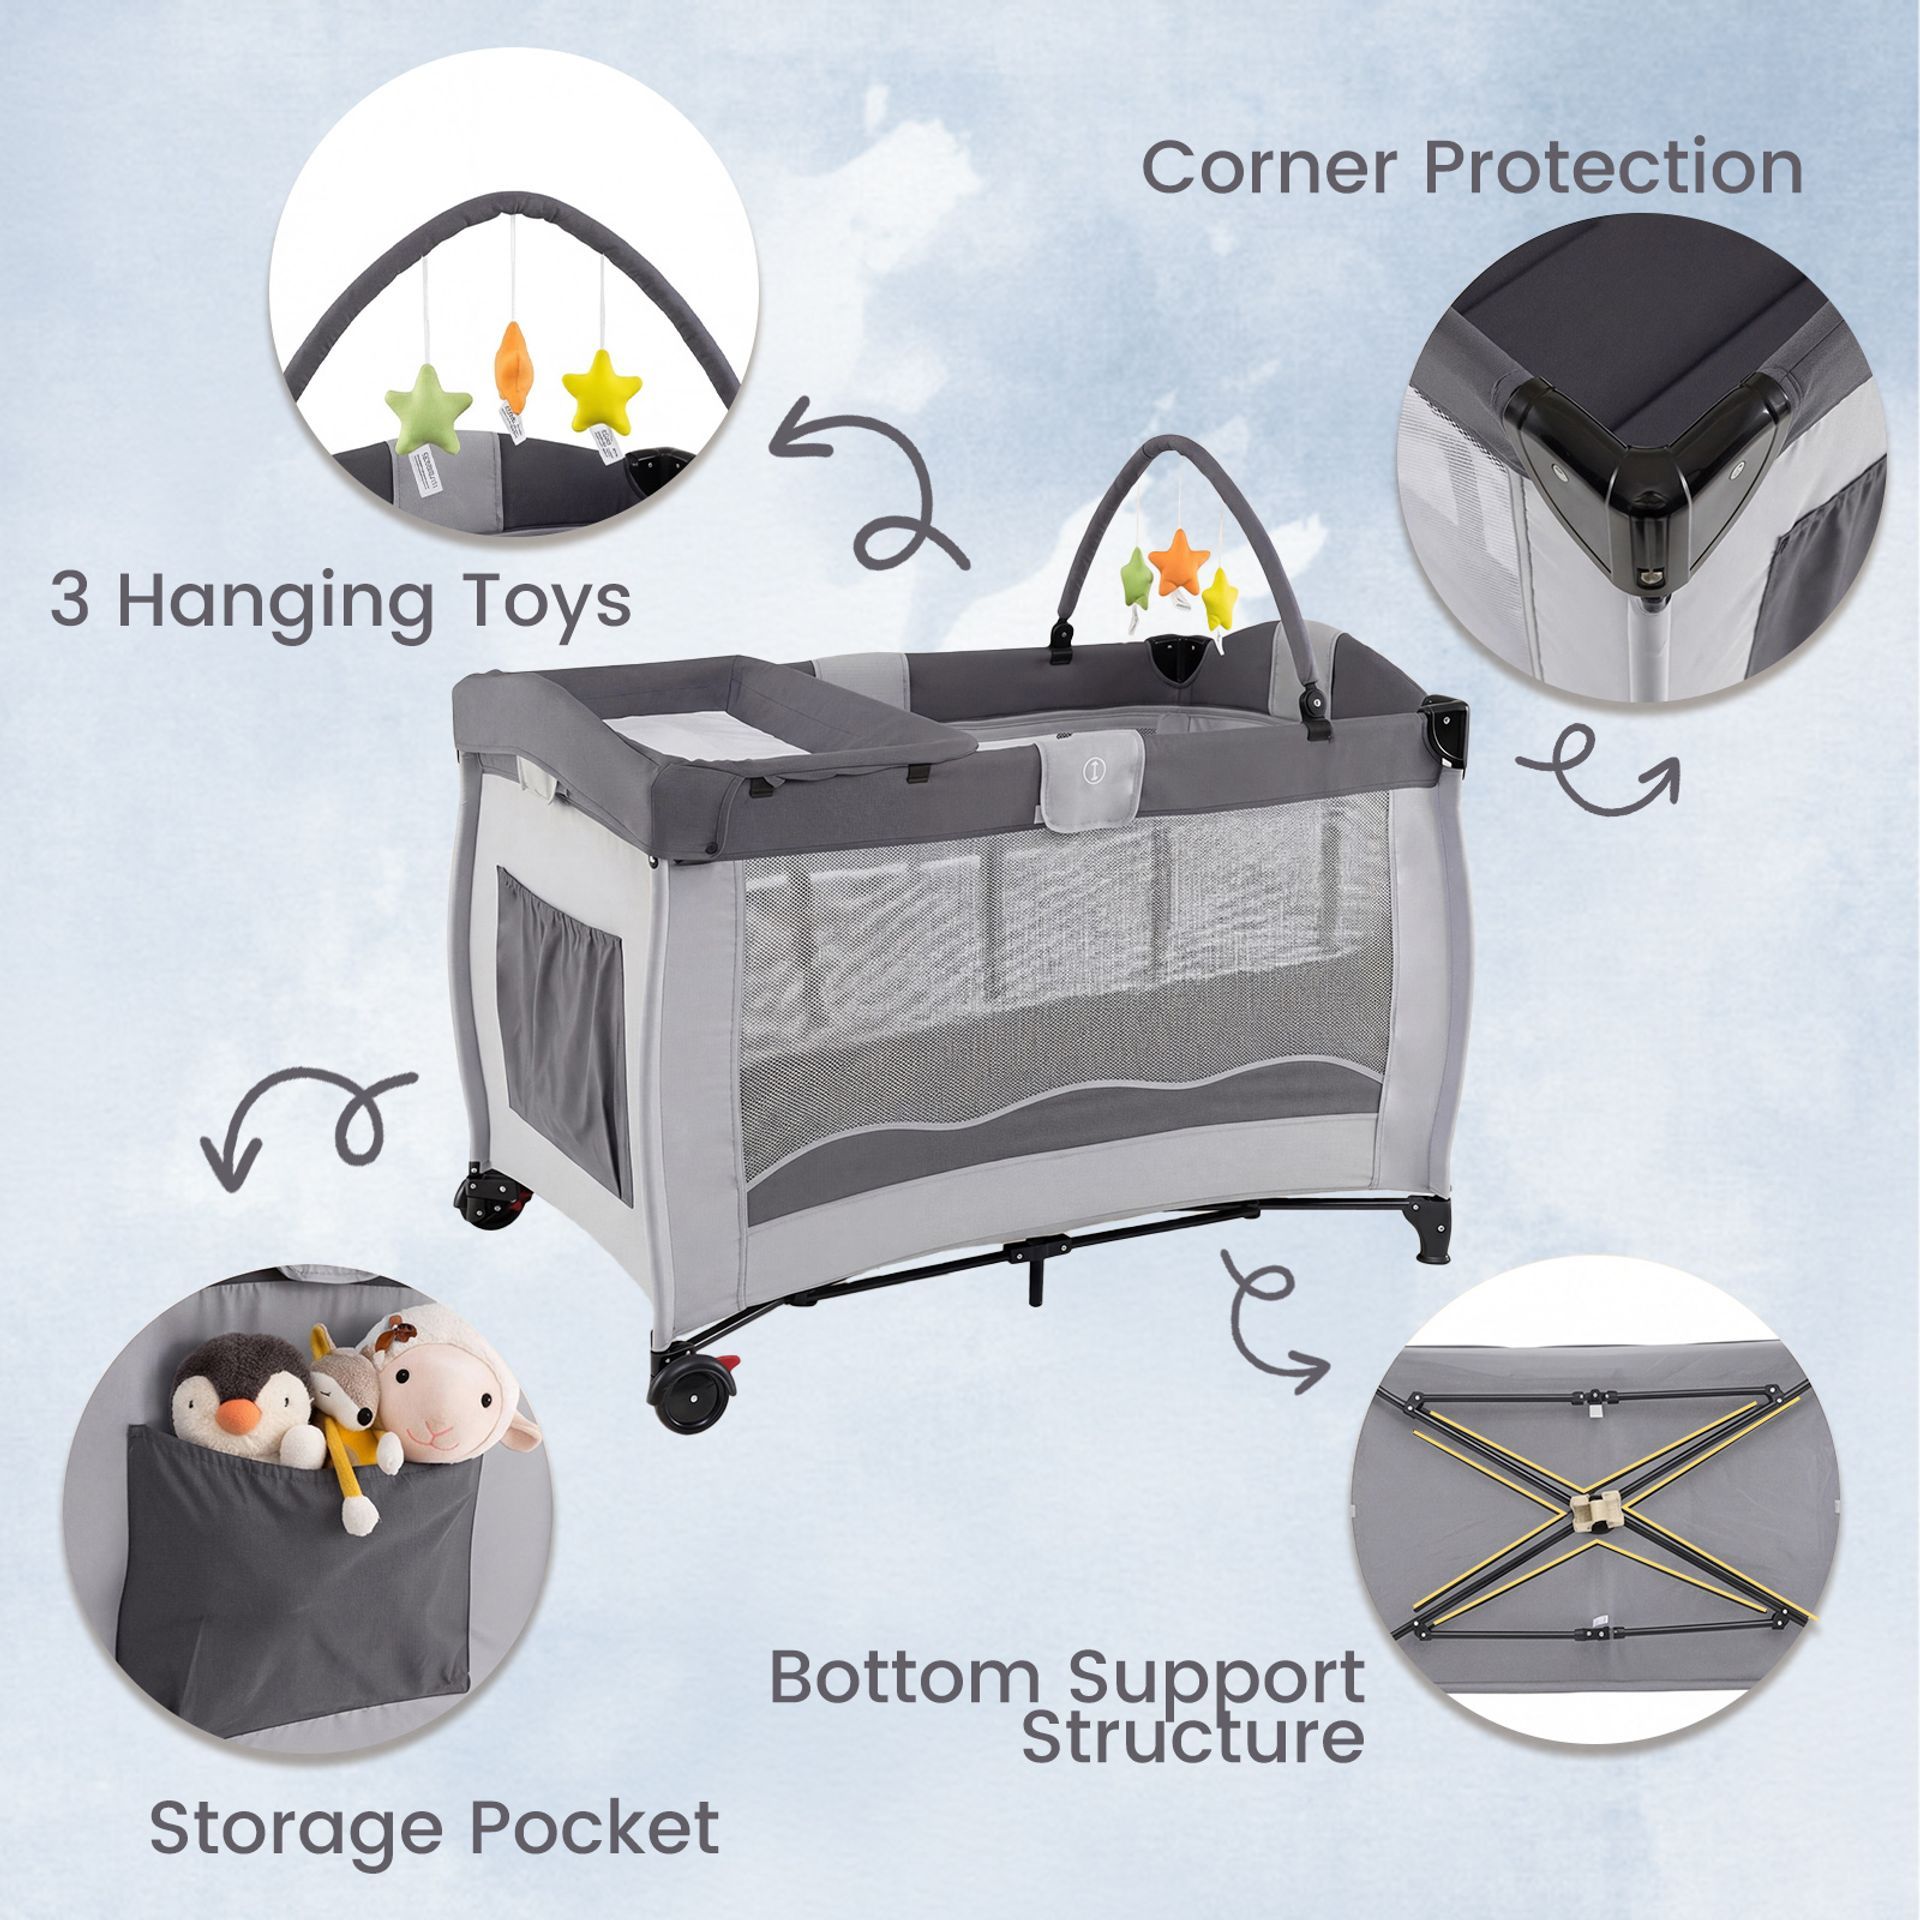 Corner Protection
3 Hanging Toys
Bottom Support
Structure
Storage Pocket